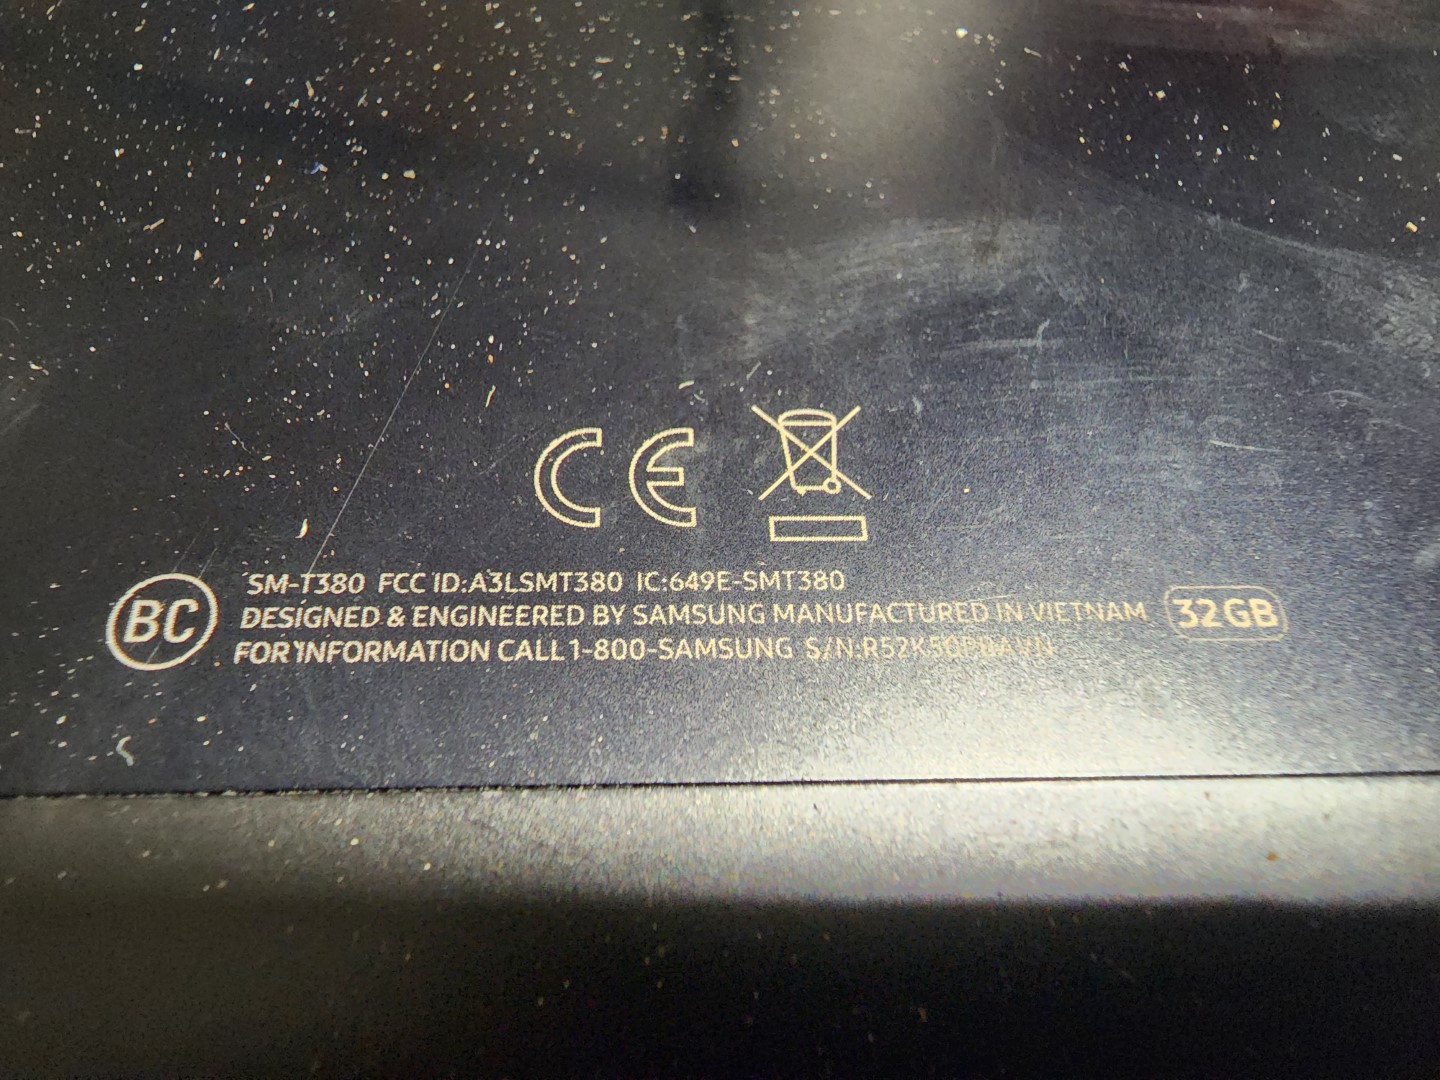 CE
BC
SM-T380 FCC ID:A3LSMT380 IC:649E-SMT380
DESIGNED & ENGINEERED BY SAMSUNG MANUFACTURED IN VIETNAM
32GB
FOR INFORMATION CALL 1-800-SAMSUNG S/N: